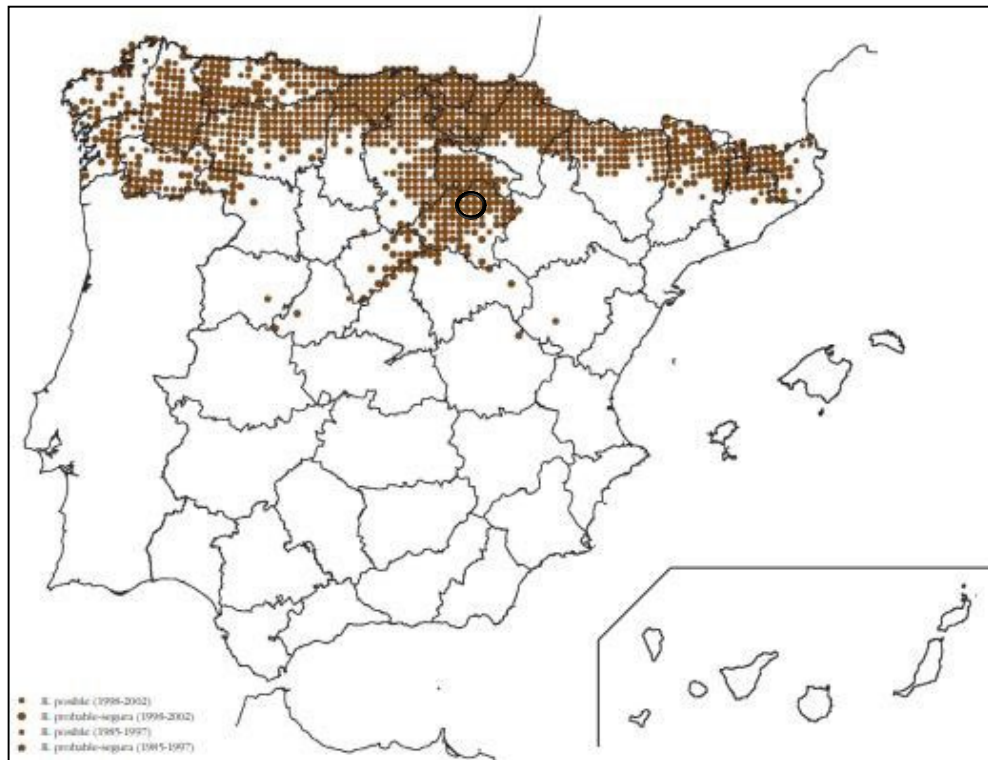 R. posible (1998-2002)
R. probable-segura (1998-2002)
R. posible (1985-1997)
R. probable-segura (1985-1997)